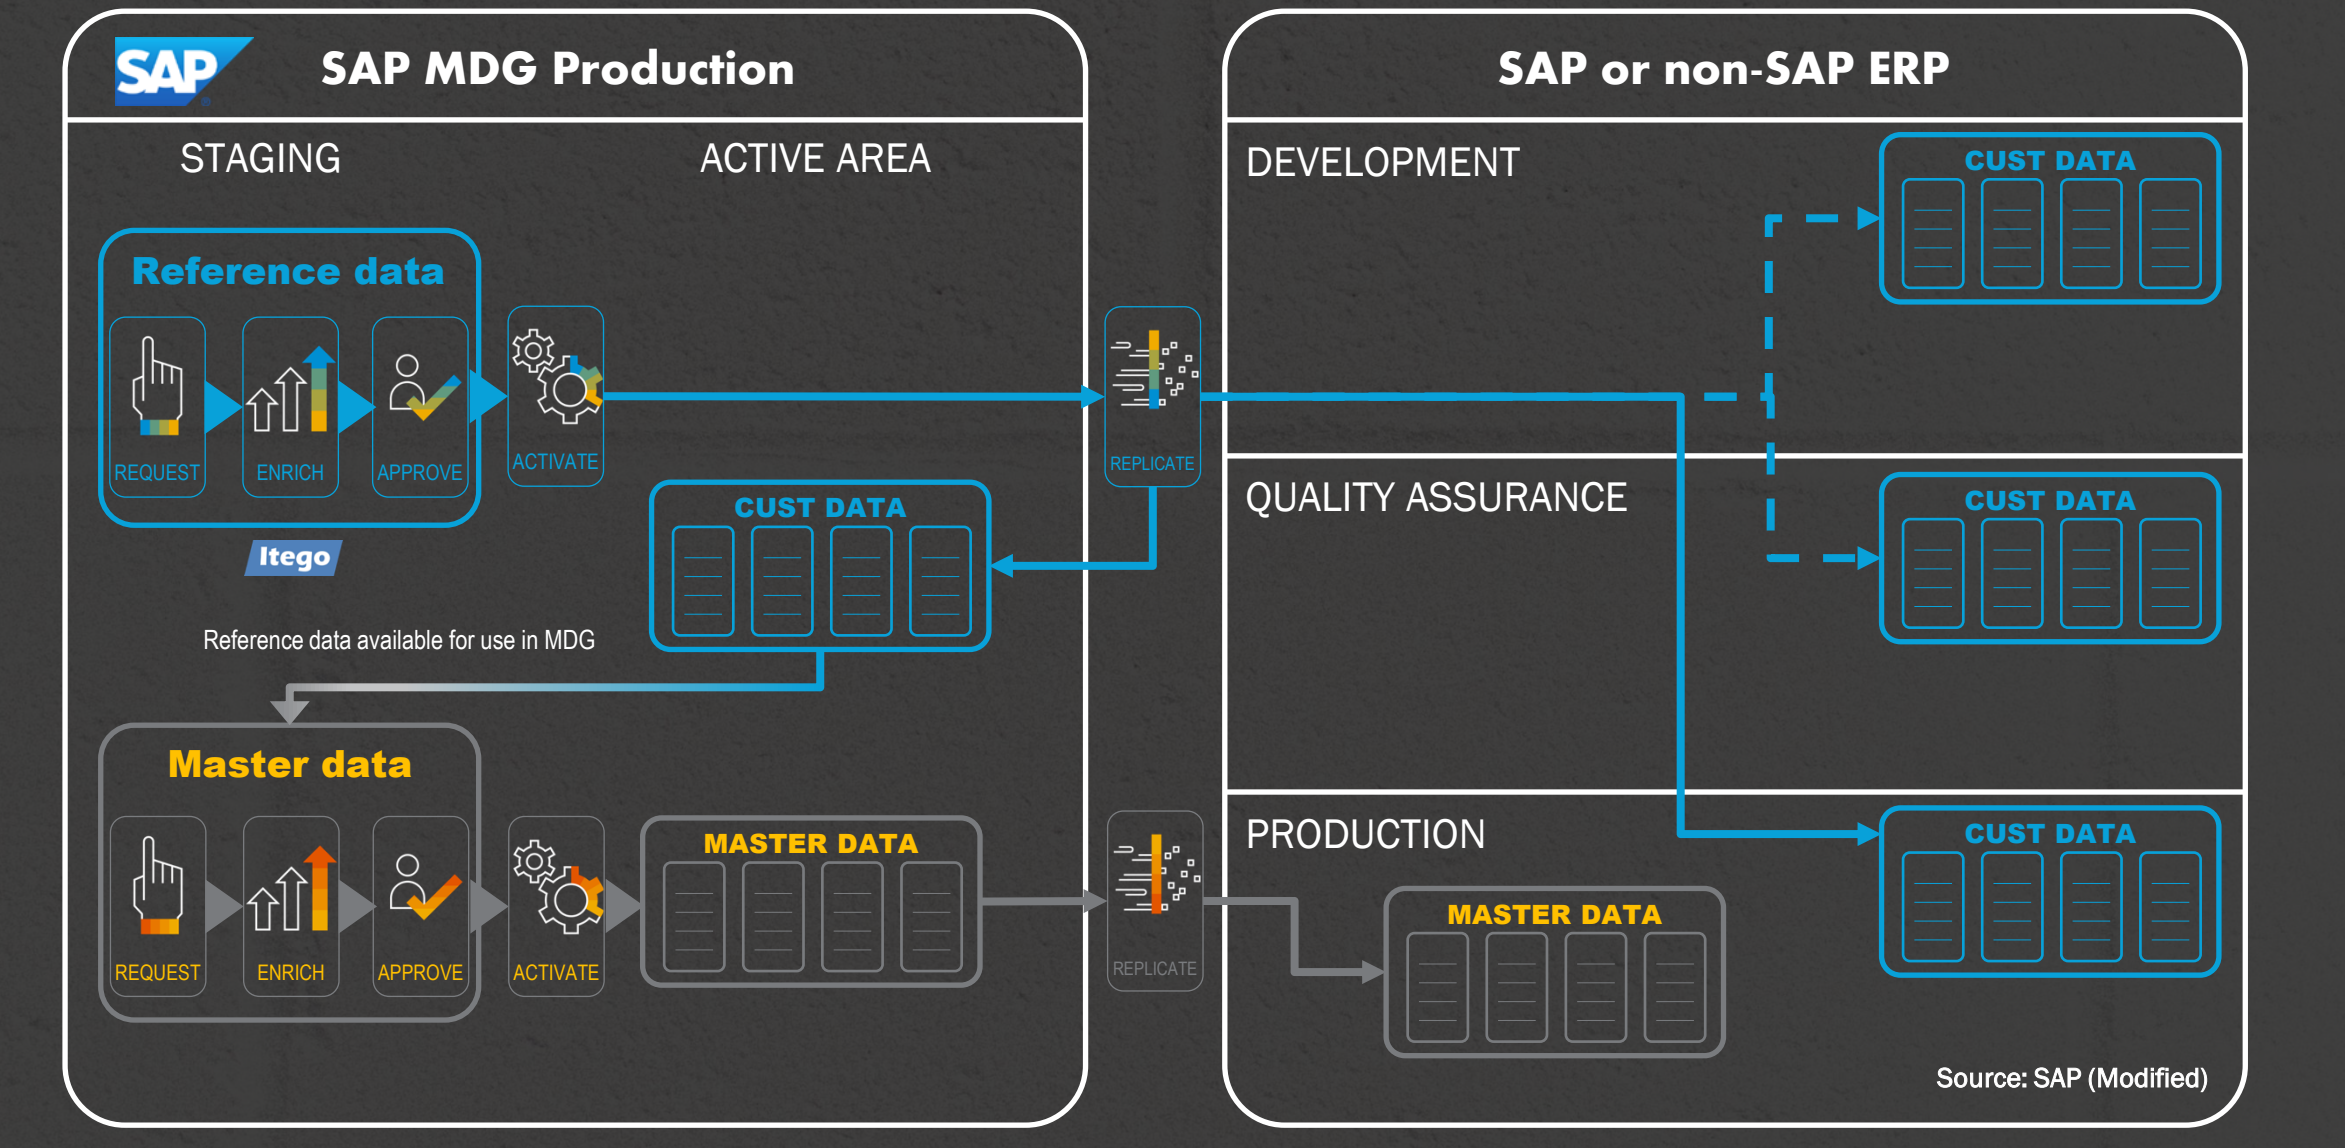 SAP
SAP MDG Production
SAP or non-SAP ERP
STAGING
ACTIVE AREA
Reference data
REQUEST
ENRICH
APPROVE
ACTIVATE
REPLICATE
Itego
CUST DATA
Reference data available for use in MDG
Master data
REQUEST
ENRICH
APPROVE
ACTIVATE
MASTER DATA
REPLICATE
DEVELOPMENT
CUST DATA
QUALITY ASSURANCE
CUST DATA
PRODUCTION
CUST DATA
MASTER DATA
Source: SAP (Modified)